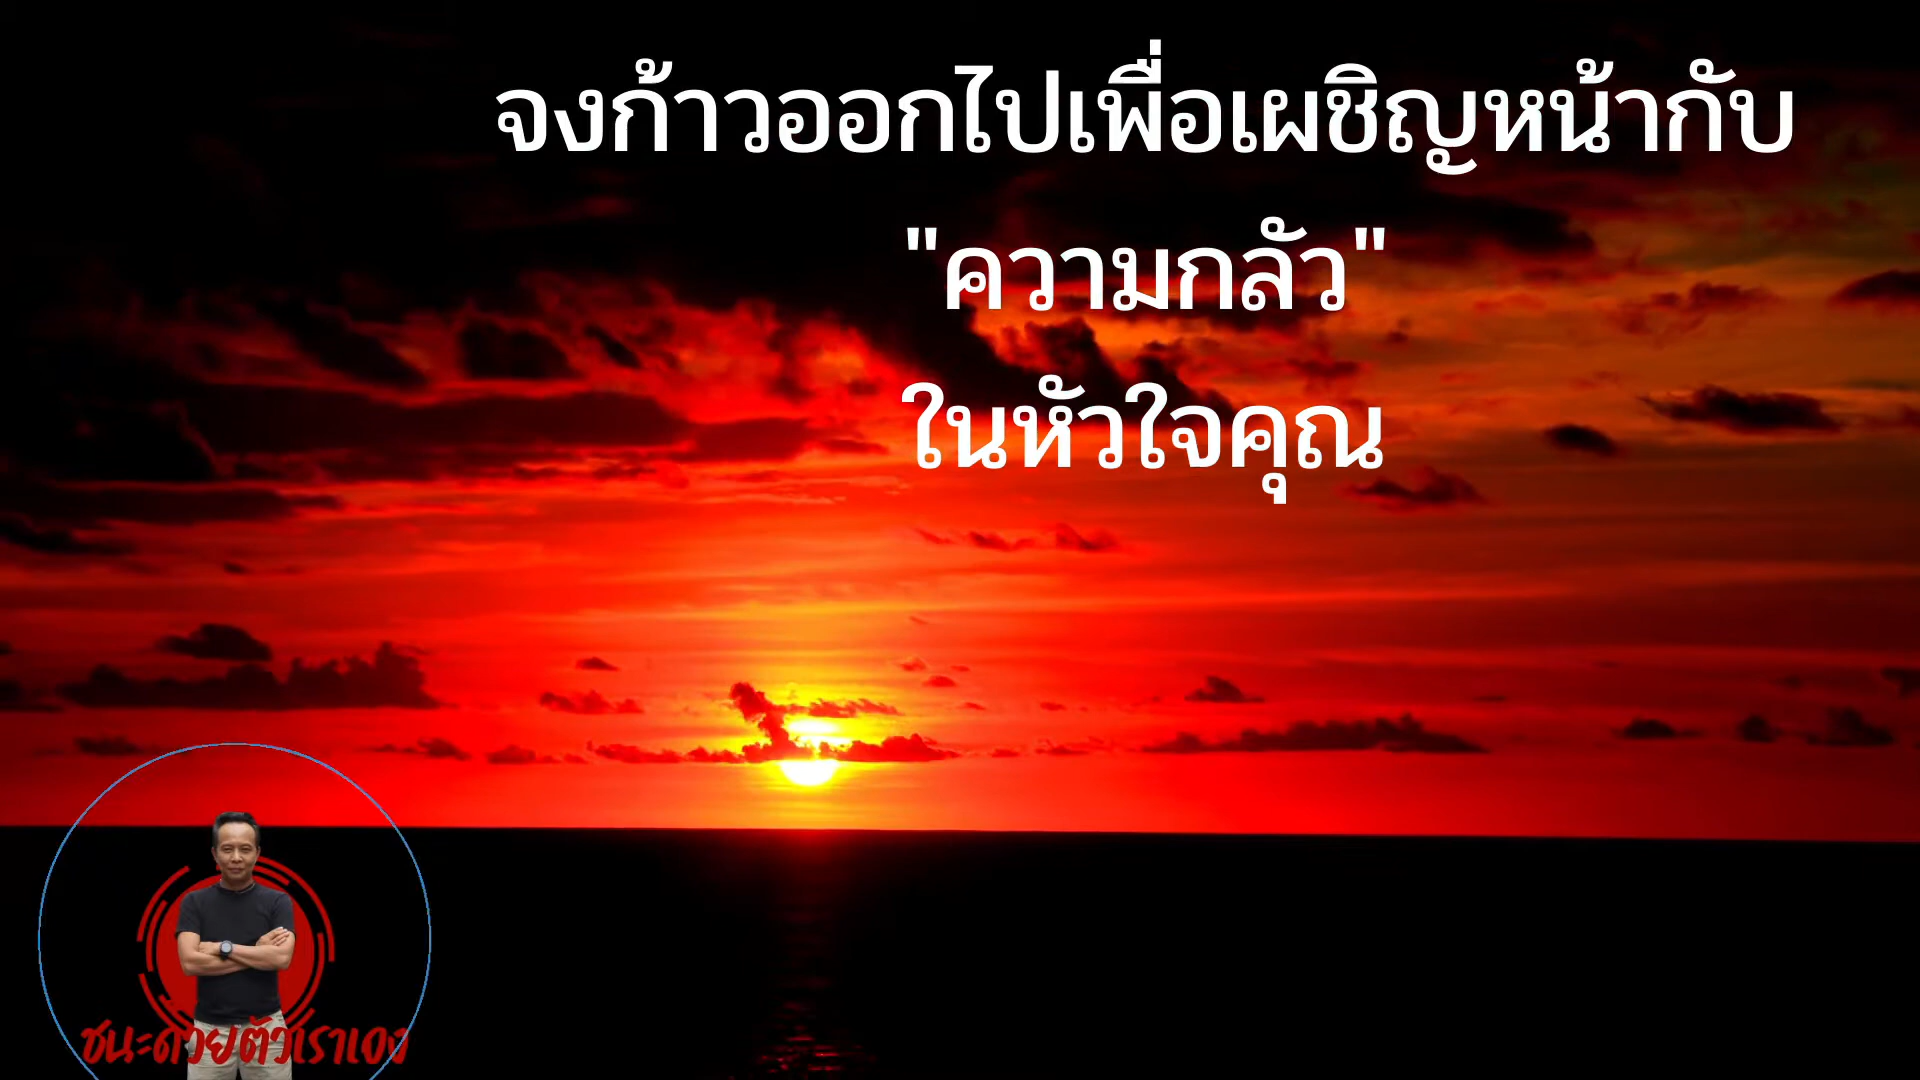 จงก้าวออกไปเพื่อเผชิญหน้ากับ
"ความกลัว"
ในหัวใจคุณ
ชนะด้วยตัวเราเอง